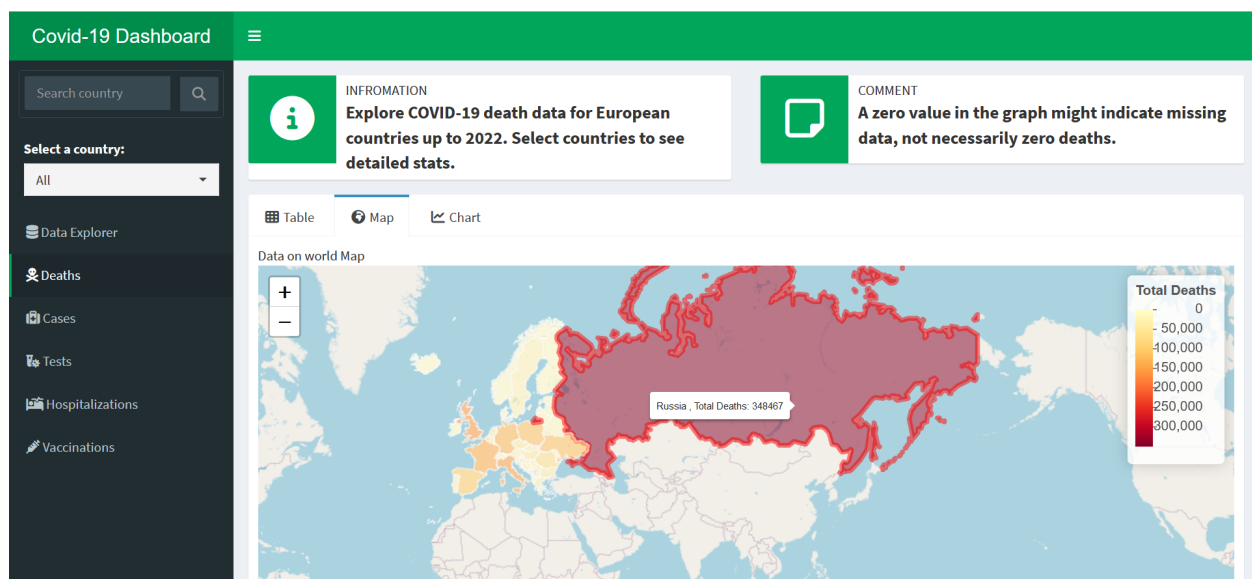 Covid-19 Dashboard
Search country
Select a country:
All
Data Explorer
Deaths
Cases
Tests
Hospitalizations
Vaccinations
INFROMATION
Explore COVID-19 death data for European
countries up to 2022. Select countries to see
detailed stats.
COMMENT
A zero value in the graph might indicate missing
data, not necessarily zero deaths.
Table
Map
Chart
Data on world Map
+
−
Russia , Total Deaths: 348467
Total Deaths
0
50,000
100,000
150,000
200,000
250,000
300,000